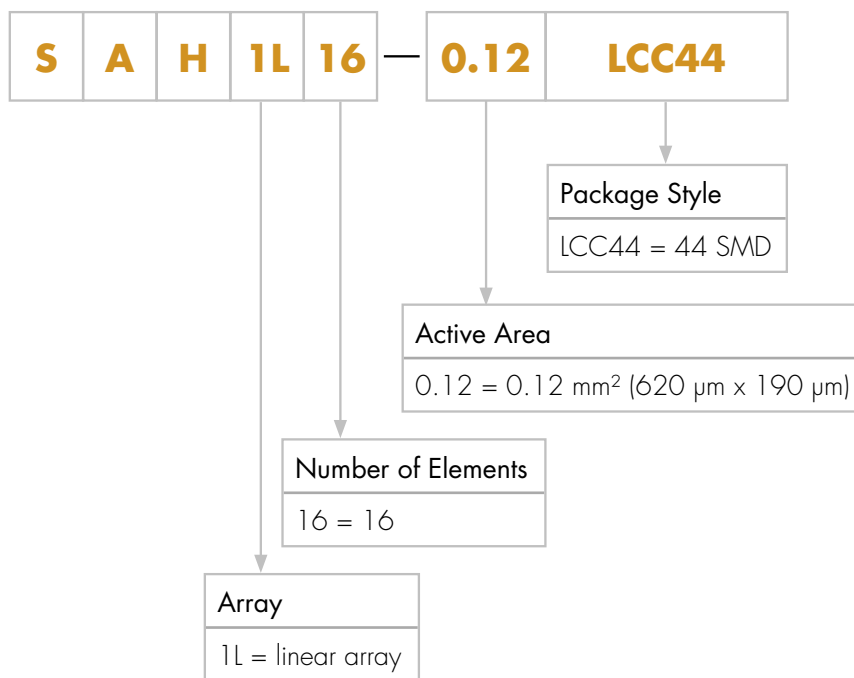 S A H 1L 16 — 0.12 LCC44
Package Style
LCC44 = 44 SMD
Active Area
0.12 = 0.12 mm² (620 µm x 190 µm)
Number of Elements
16 = 16
Array
1L = linear array